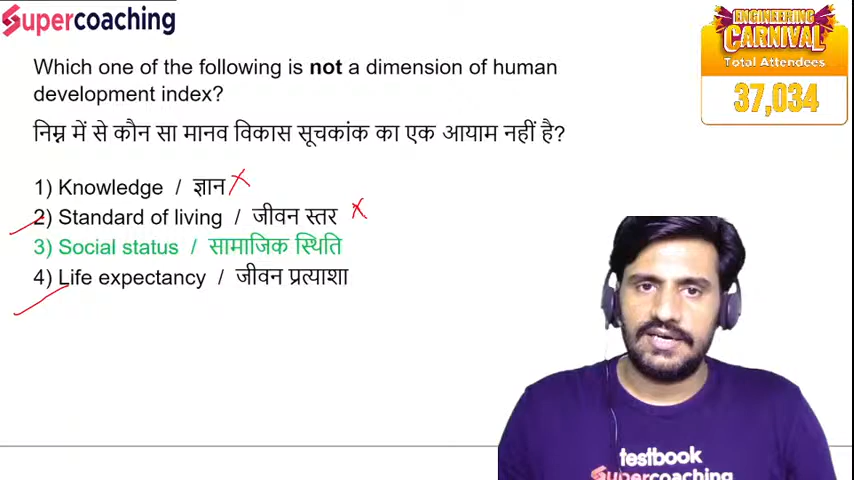 Supercoaching
ENGINEERING
CARNIVAL
Total Attendees
37,034
Which one of the following is not a dimension of human
development index?
निम्न में से कौन सा मानव विकास सूचकांक का एक आयाम नहीं है?
1) Knowledge / ज्ञान
2) Standard of living / जीवन स्तर
3) Social status / सामाजिक स्थिति
4) Life expectancy / जीवन प्रत्याशा
testbook
Supercoaching